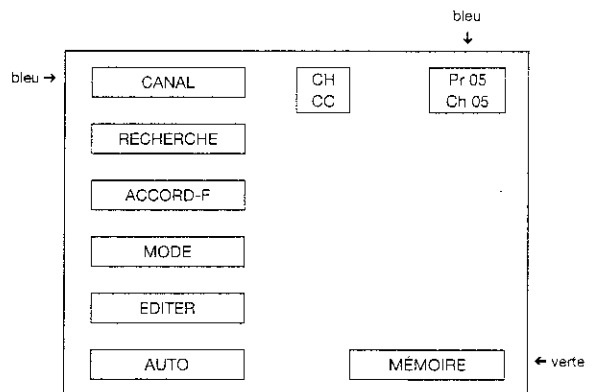 bleu
↓
bleu → CANAL CH Pr 05
CC Ch 05
RECHERCHE
ACCORD-F
MODE
EDITER
AUTO MÉMOIRE ← verte